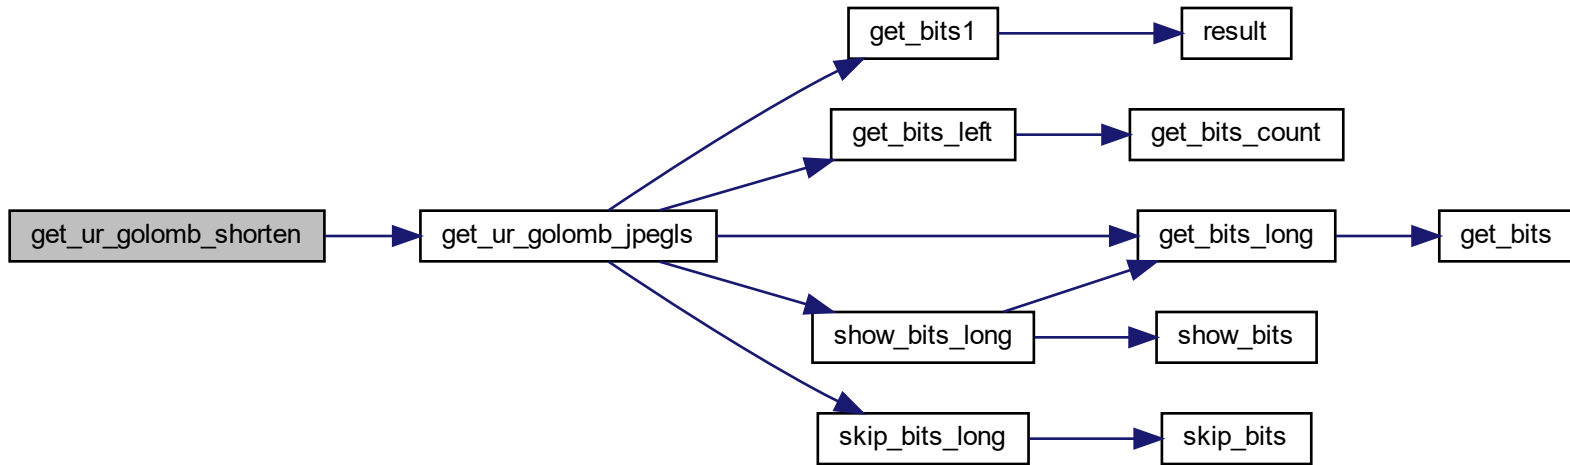 get_ur_golomb_shorten
get_ur_golomb_jpegls
get_bits1
result
get_bits_left
get_bits_count
get_bits_long
get_bits
show_bits_long
show_bits
skip_bits_long
skip_bits